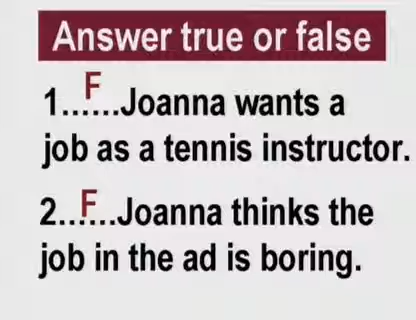 Answer true or false
1...F...Joanna wants a
job as a tennis instructor.
2...F...Joanna thinks the
job in the ad is boring.